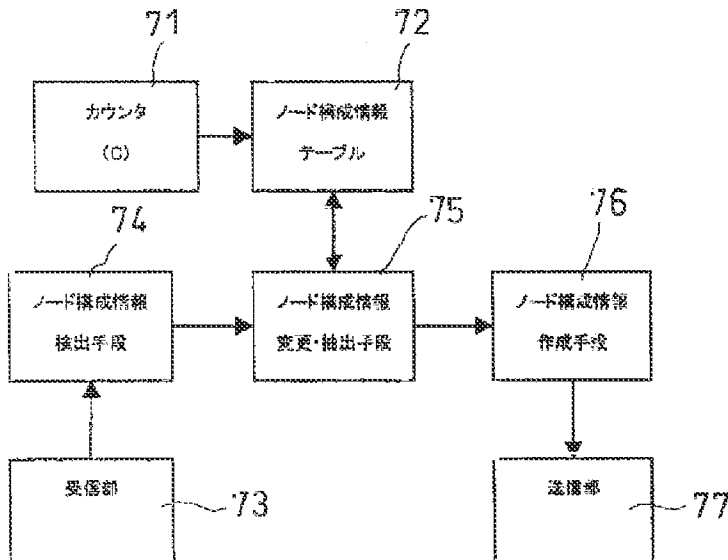 71
72
カウンタ
(C)
ノード構成情報
テーブル
74
75
76
ノード構成情報
検出手段
ノード構成情報
変更・抽出手段
ノード構成情報
作成手段
受信部
73
送信部
77